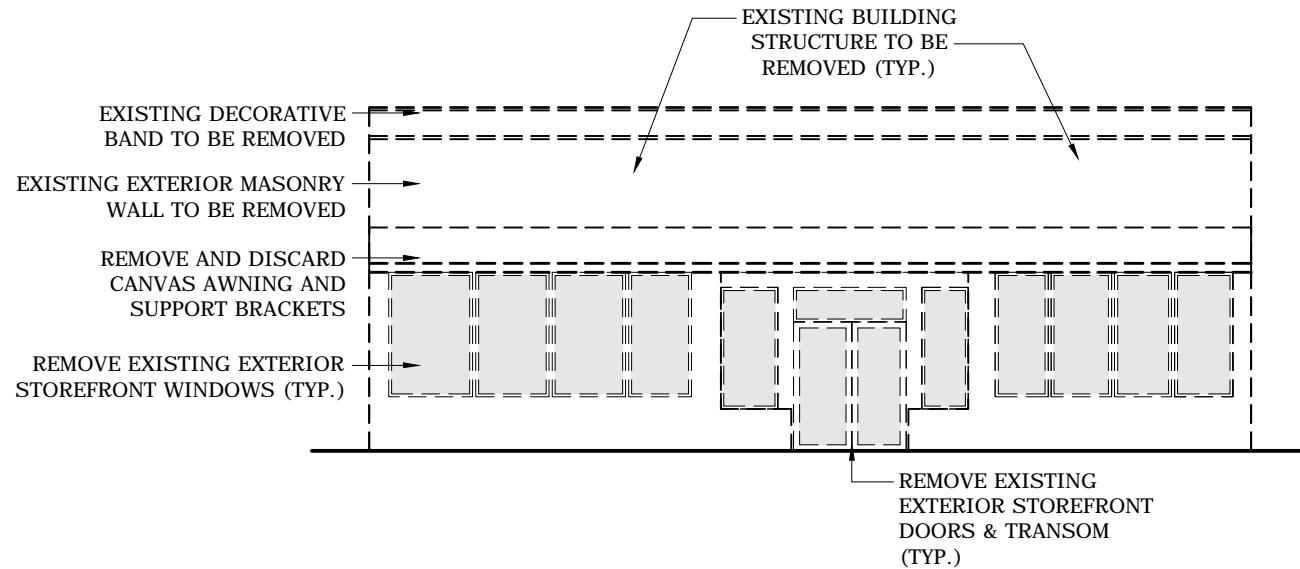 EXISTING BUILDING
STRUCTURE TO BE
REMOVED (TYP.)
EXISTING DECORATIVE
BAND TO BE REMOVED
EXISTING EXTERIOR MASONRY
WALL TO BE REMOVED
REMOVE AND DISCARD
CANVAS AWNING AND
SUPPORT BRACKETS
REMOVE EXISTING EXTERIOR
STOREFRONT WINDOWS (TYP.)
REMOVE EXISTING
EXTERIOR STOREFRONT
DOORS & TRANSOM
(TYP.)